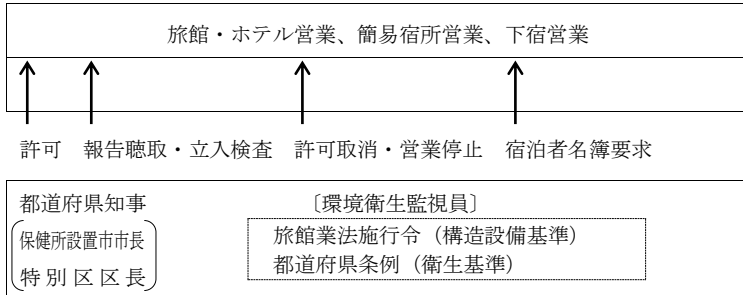 旅館・ホテル営業、簡易宿所営業、下宿営業
許可 報告聴取・立入検査 許可取消・営業停止 宿泊者名簿要求
都道府県知事 〔環境衛生監視員〕
保健所設置市市長 旅館業法施行令（構造設備基準）
特別区区長 都道府県条例（衛生基準）